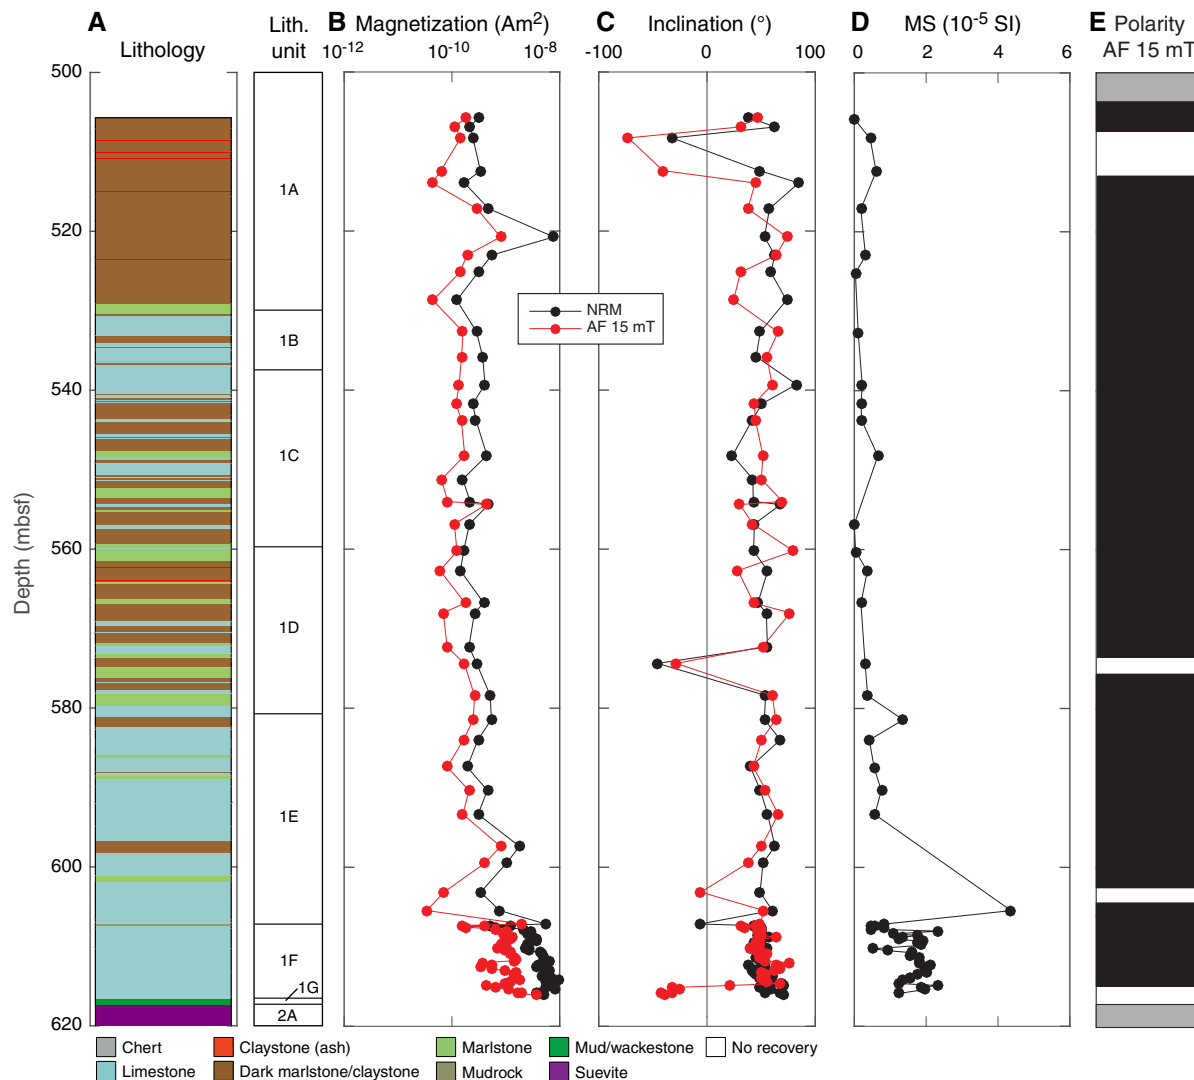 A B Magnetization (Am2) C Inclination (°) D MS (10-5 SI) E Polarity
Lithology Lith. unit AF 15 mT
10-12 10-10 10-8 -100 0 100 0 2 4 6
500
520
540
560
580
600
620
Depth (mbsf)
1A
1B
1C
1D
1E
1F
1G
2A
NRM
AF 15 mT
Chert Claystone (ash) Marlstone Mud/wackestone No recovery
Limestone Dark marlstone/claystone Mudrock Suevite